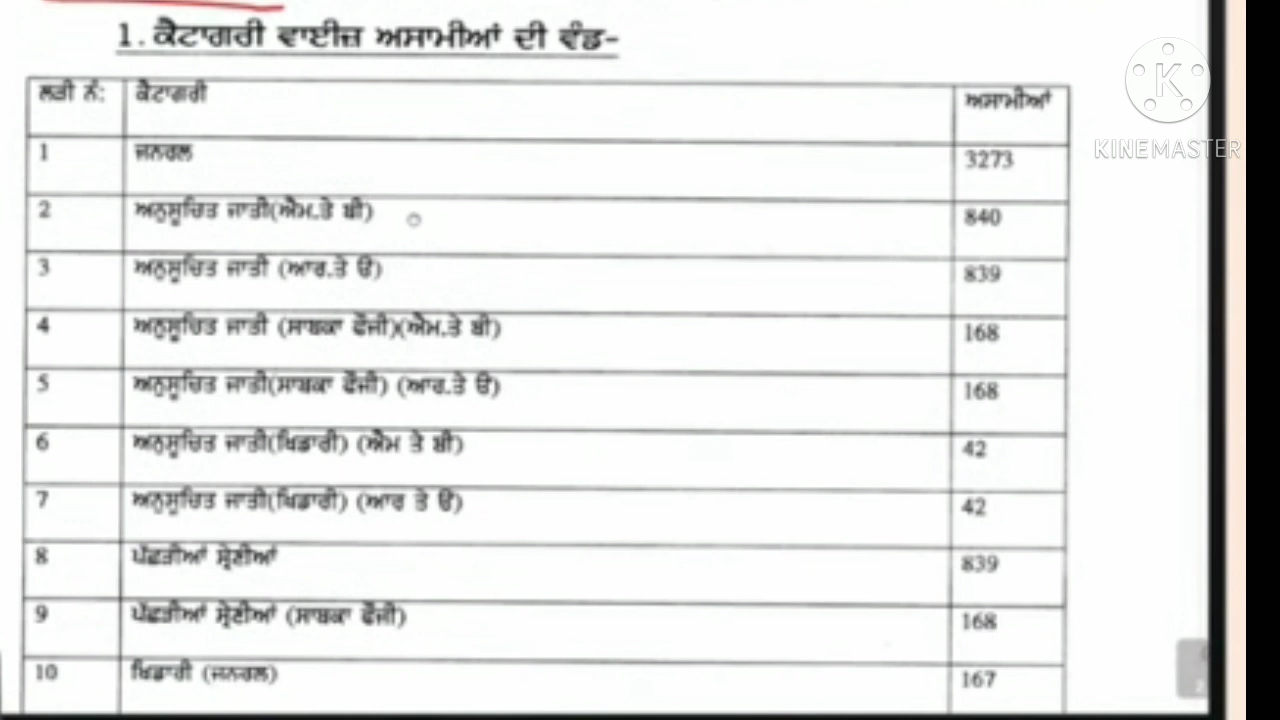 1. ਕੈਟਾਗਰੀ ਵਾਈਜ਼ ਅਸਾਮੀਆਂ ਦੀ ਵੰਡ-
ਲੜੀ ਨੰ: ਕੈਟਾਗਰੀ ਅਸਾਮੀਆਂ
1 ਜਨਰਲ 3273
2 ਅਨੁਸੂਚਿਤ ਜਾਤੀ(ਐਮ.ਤੇ ਬੀ) 840
3 ਅਨੁਸੂਚਿਤ ਜਾਤੀ (ਆਰ.ਤੇ ਓ) 839
4 ਅਨੁਸੂਚਿਤ ਜਾਤੀ (ਸਾਬਕਾ ਫੌਜੀ)(ਐਮ.ਤੇ ਬੀ) 168
5 ਅਨੁਸੂਚਿਤ ਜਾਤੀ(ਸਾਬਕਾ ਫੌਜੀ) (ਆਰ.ਤੇ ਓ) 168
6 ਅਨੁਸੂਚਿਤ ਜਾਤੀ(ਖਿਡਾਰੀ) (ਐਮ ਤੇ ਬੀ) 42
7 ਅਨੁਸੂਚਿਤ ਜਾਤੀ(ਖਿਡਾਰੀ) (ਆਰ ਤੇ ਓ) 42
8 ਪੱਛੜੀਆਂ ਸ੍ਰੇਣੀਆਂ 839
9 ਪੱਛੜੀਆਂ ਸ੍ਰੇਣੀਆਂ (ਸਾਬਕਾ ਫੌਜੀ) 168
10 ਖਿਡਾਰੀ (ਜਨਰਲ) 167
K
KINEMASTER